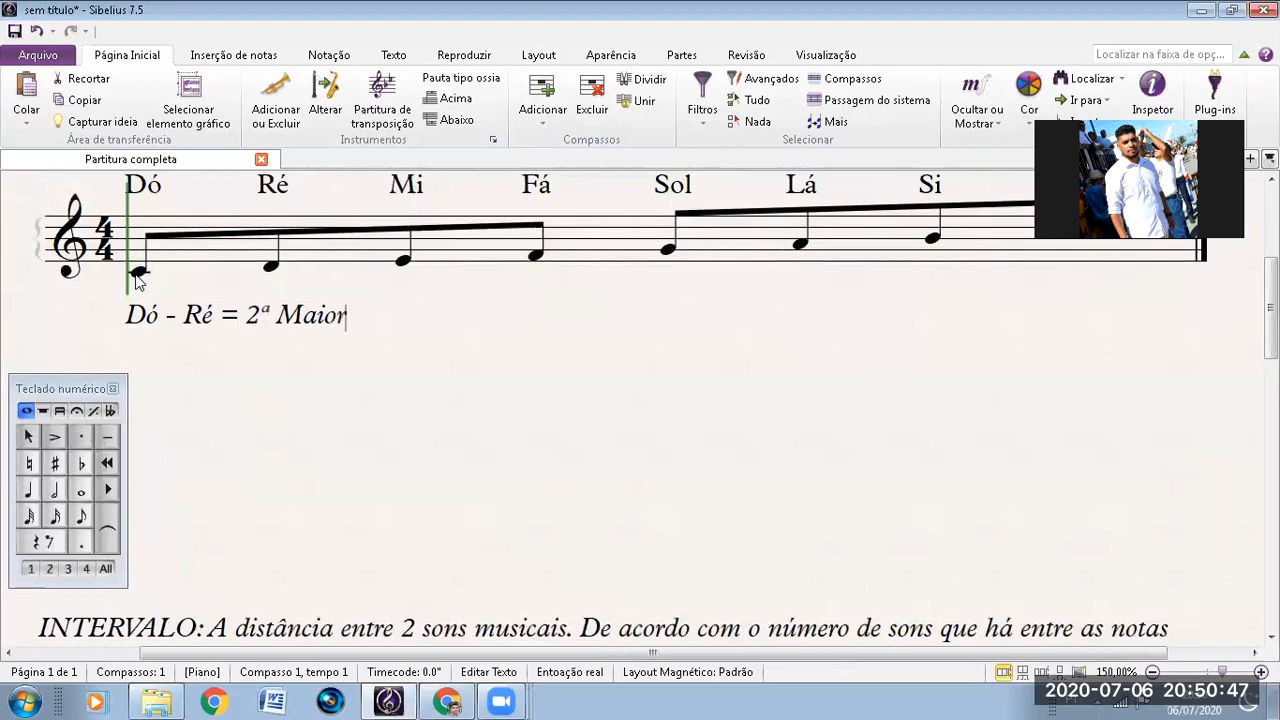 sem título* - Sibelius 7.5
Arquivo Página Inicial Inserção de notas Notação Texto Reproduzir Layout Aparência Partes Revisão Visualização Localizar na faixa de opç...
Colar
Recortar
Copiar
Capturar ideia
Área de transferência
Selecionar
elemento gráfico
Adicionar
ou Excluir
Alterar
Partitura de
transposição
Pauta tipo ossia
Acima
Abaixo
Instrumentos
Adicionar
Excluir
Dividir
Unir
Compassos
Filtros
Avançados
Tudo
Nada
Compassos
Passagem do sistema
Mais
Selecionar
mf
Ocultar ou
Mostrar
Cor
Localizar
Ir para
Inspetor
Plug-ins
Partitura completa
Dó Ré Mi Fá Sol Lá Si
4
4
Dó - Ré = 2ª Maior
Teclado numérico
1 2 3 4 All
INTERVALO: A distância entre 2 sons musicais. De acordo com o número de sons que há entre as notas
Página 1 de 1 Compassos: 1 [Piano] Compasso 1, tempo 1 Timecode: 0.0" Editar Texto Entoação real Layout Magnético: Padrão 150,00%
2020-07-06 20:50:47
06/07/2020